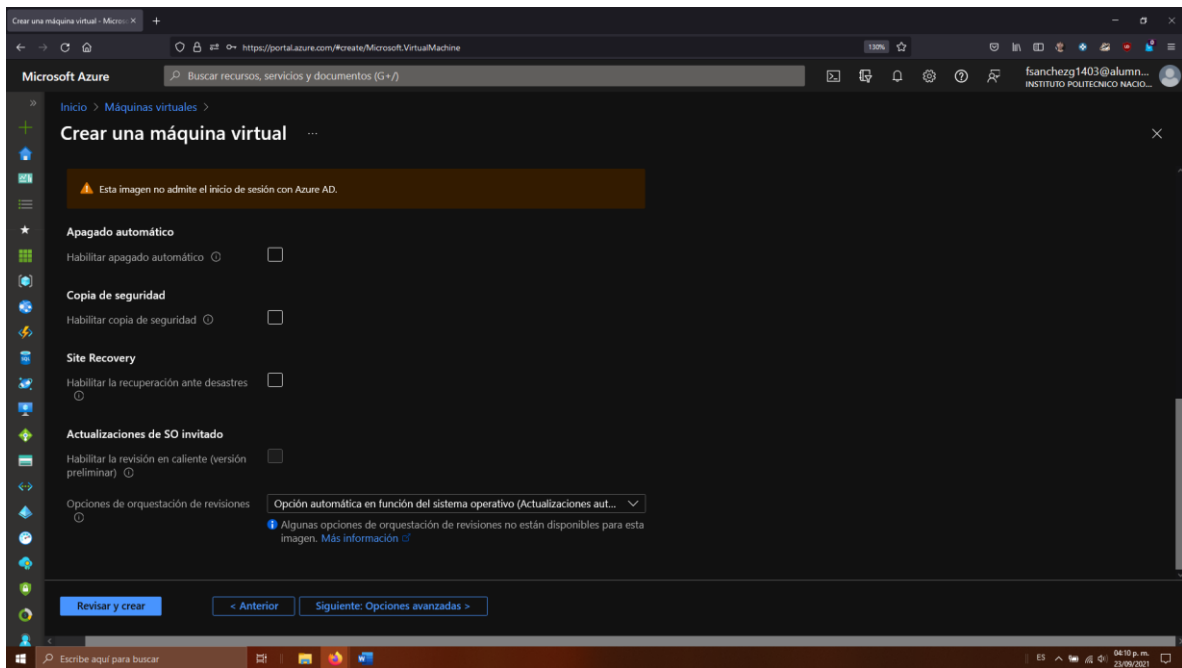 Crear una máquina virtual - Micros
https://portal.azure.com/#create/Microsoft.VirtualMachine
130%
Microsoft Azure
Buscar recursos, servicios y documentos (G+/)
fsanchezg1403@alumn...
INSTITUTO POLITECNICO NACIO...
Inicio > Máquinas virtuales >
Crear una máquina virtual ...
Esta imagen no admite el inicio de sesión con Azure AD.
Apagado automático
Habilitar apagado automático
Copia de seguridad
Habilitar copia de seguridad
Site Recovery
Habilitar la recuperación ante desastres
Actualizaciones de SO invitado
Habilitar la revisión en caliente (versión
preliminar)
Opciones de orquestación de revisiones
Opción automática en función del sistema operativo (Actualizaciones aut...
Algunas opciones de orquestación de revisiones no están disponibles para esta
imagen. Más información
Revisar y crear
< Anterior
Siguiente: Opciones avanzadas >
Escribe aquí para buscar
ES
04:10 p. m.
23/09/2021